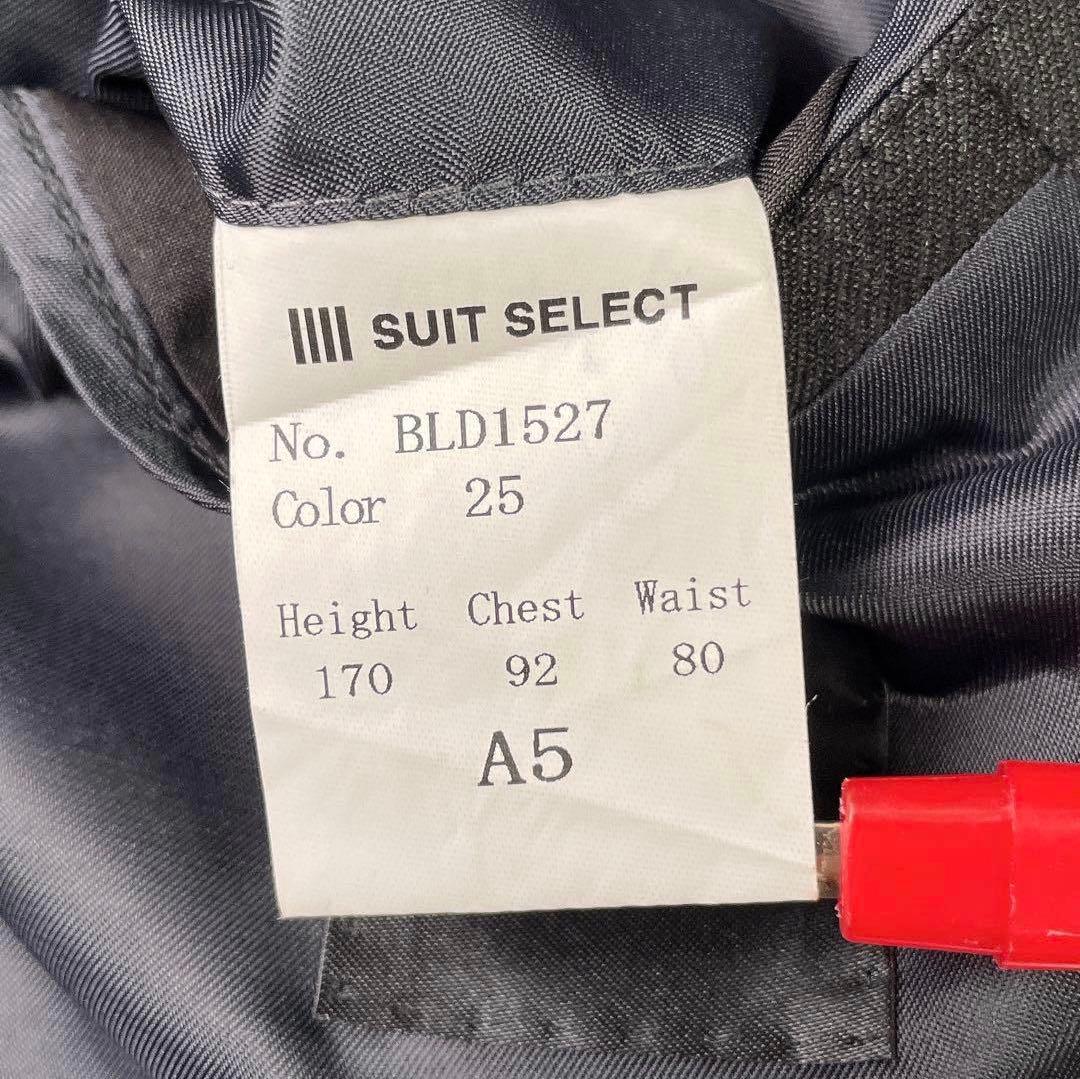 SUIT SELECT
No. BLD1527
Color 25
Height Chest Waist
170 92 80
A5